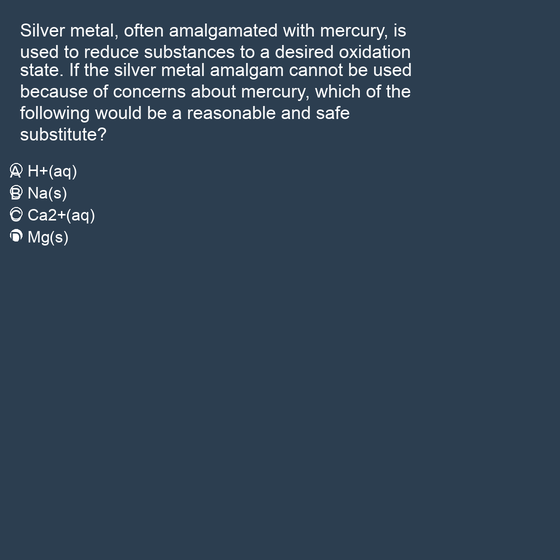 Silver metal, often amalgamated with mercury, is
used to reduce substances to a desired oxidation
state. If the silver metal amalgam cannot be used
because of concerns about mercury, which of the
following would be a reasonable and safe
substitute?
A H+(aq)
B Na(s)
C Ca2+(aq)
D Mg(s)